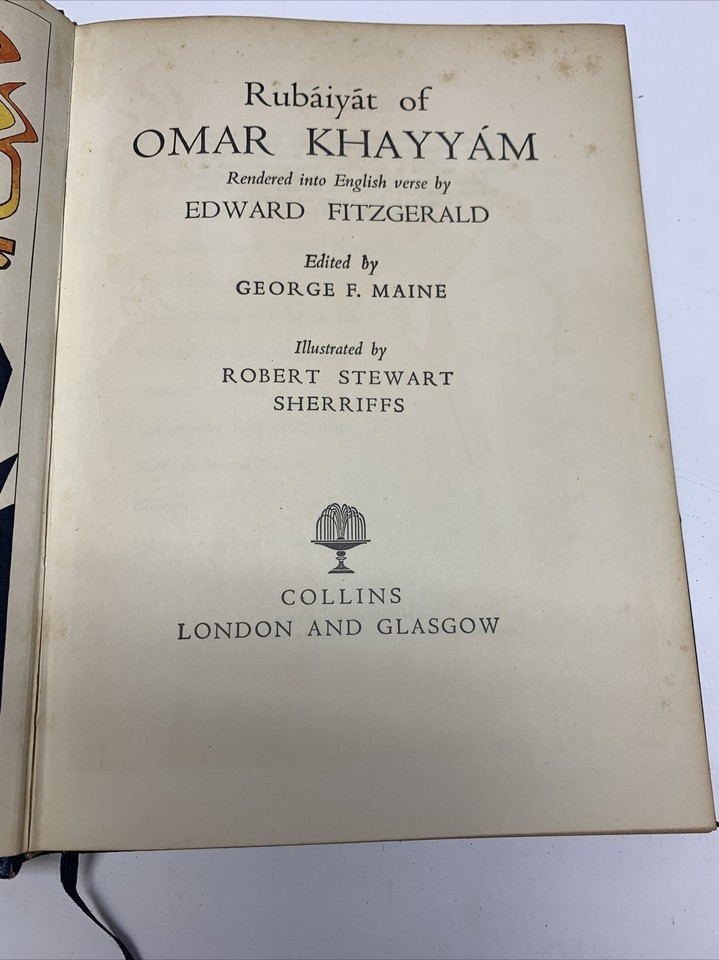 Rubáiyát of
OMAR KHAYYÁM
Rendered into English verse by
EDWARD FITZGERALD
Edited by
GEORGE F. MAINE
Illustrated by
ROBERT STEWART
SHERRIFFS
COLLINS
LONDON AND GLASGOW